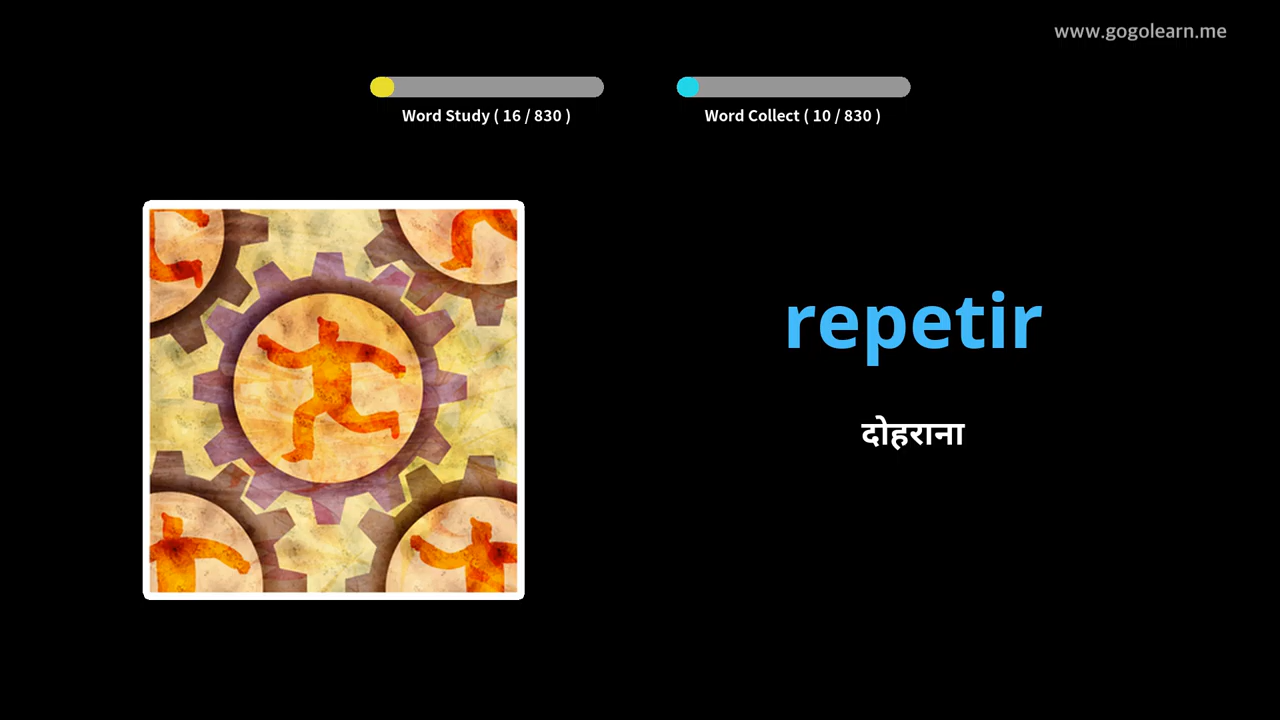 www.gogolearn.me
Word Study ( 16 / 830 )
Word Collect ( 10 / 830 )
repetir
दोहराना